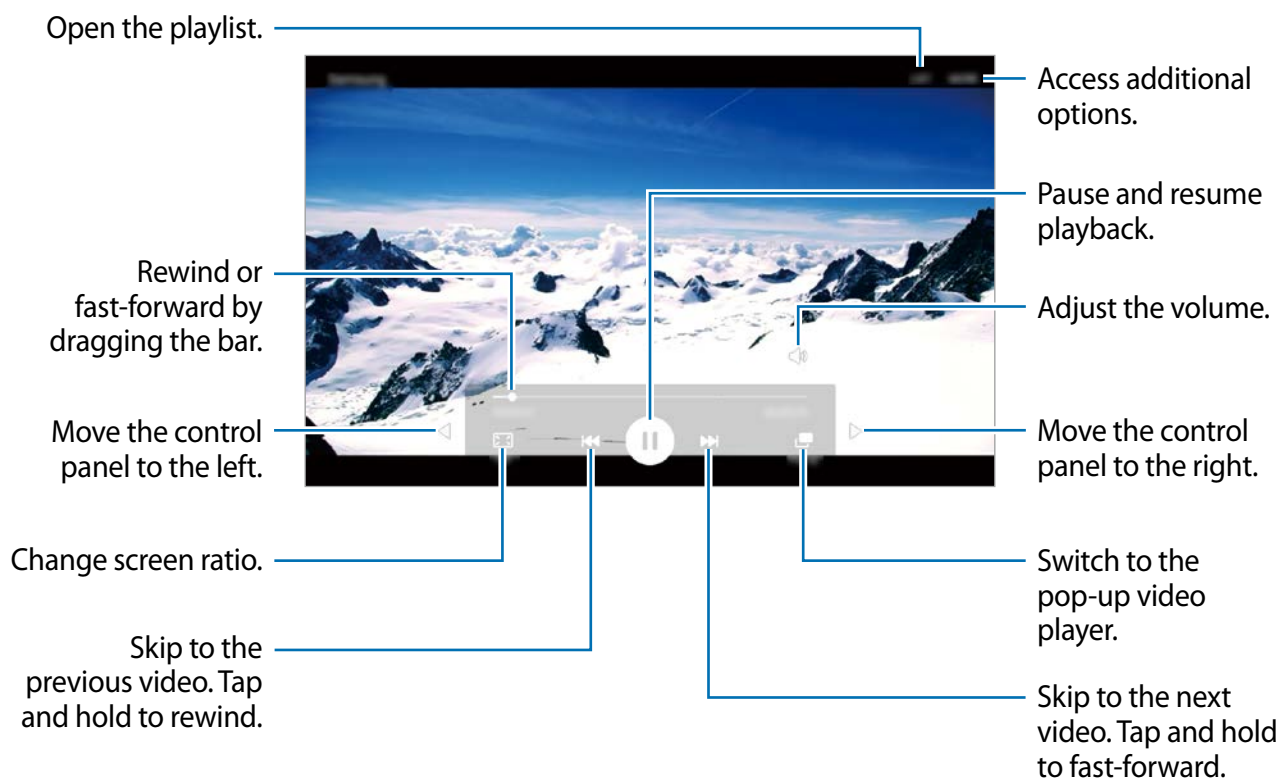 Open the playlist.
Access additional
options.
Pause and resume
playback.
Rewind or
fast-forward by
dragging the bar.
Adjust the volume.
Move the control
panel to the left.
Move the control
panel to the right.
Change screen ratio.
Switch to the
pop-up video
player.
Skip to the
previous video. Tap
and hold to rewind.
Skip to the next
video. Tap and hold
to fast-forward.